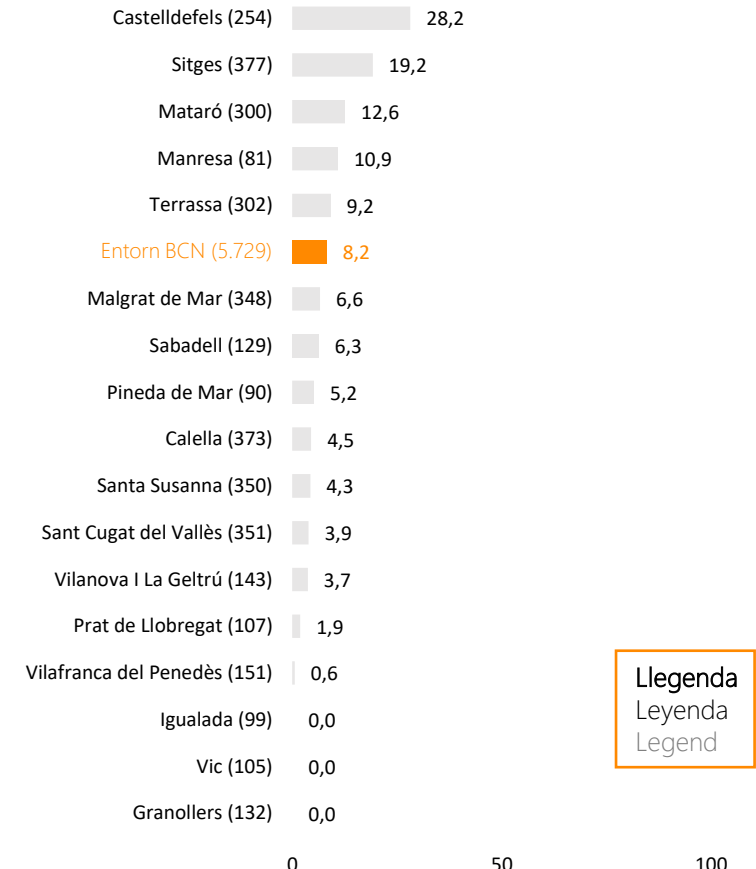 Castelldefels (254) 28,2
Sitges (377) 19,2
Mataró (300) 12,6
Manresa (81) 10,9
Terrassa (302) 9,2
Entorn BCN (5.729) 8,2
Malgrat de Mar (348) 6,6
Sabadell (129) 6,3
Pineda de Mar (90) 5,2
Calella (373) 4,5
Santa Susanna (350) 4,3
Sant Cugat del Vallès (351) 3,9
Vilanova I La Geltrú (143) 3,7
Prat de Llobregat (107) 1,9
Vilafranca del Penedès (151) 0,6
Igualada (99) 0,0
Vic (105) 0,0
Granollers (132) 0,0
0 50 100
Llegenda
Leyenda
Legend